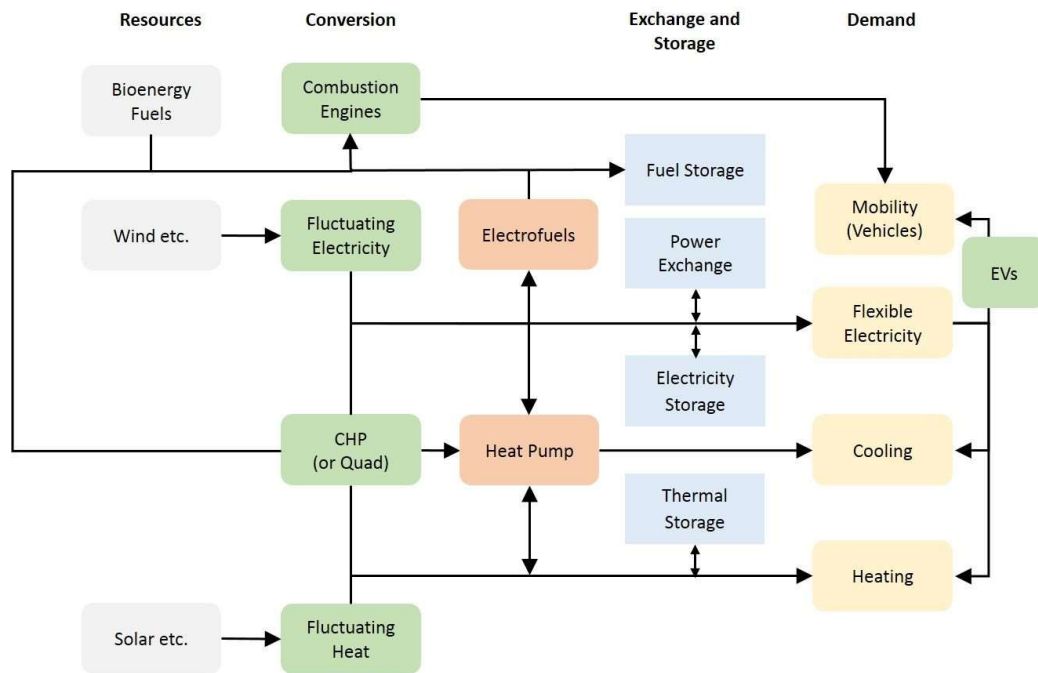 Resources
Conversion
Exchange and
Storage
Demand
Bioenergy
Fuels
Combustion
Engines
Fuel Storage
Mobility
(Vehicles)
Wind etc.
Fluctuating
Electricity
Electrofuels
Power
Exchange
EVs
Flexible
Electricity
Electricity
Storage
CHP
(or Quad)
Heat Pump
Cooling
Thermal
Storage
Heating
Solar etc.
Fluctuating
Heat